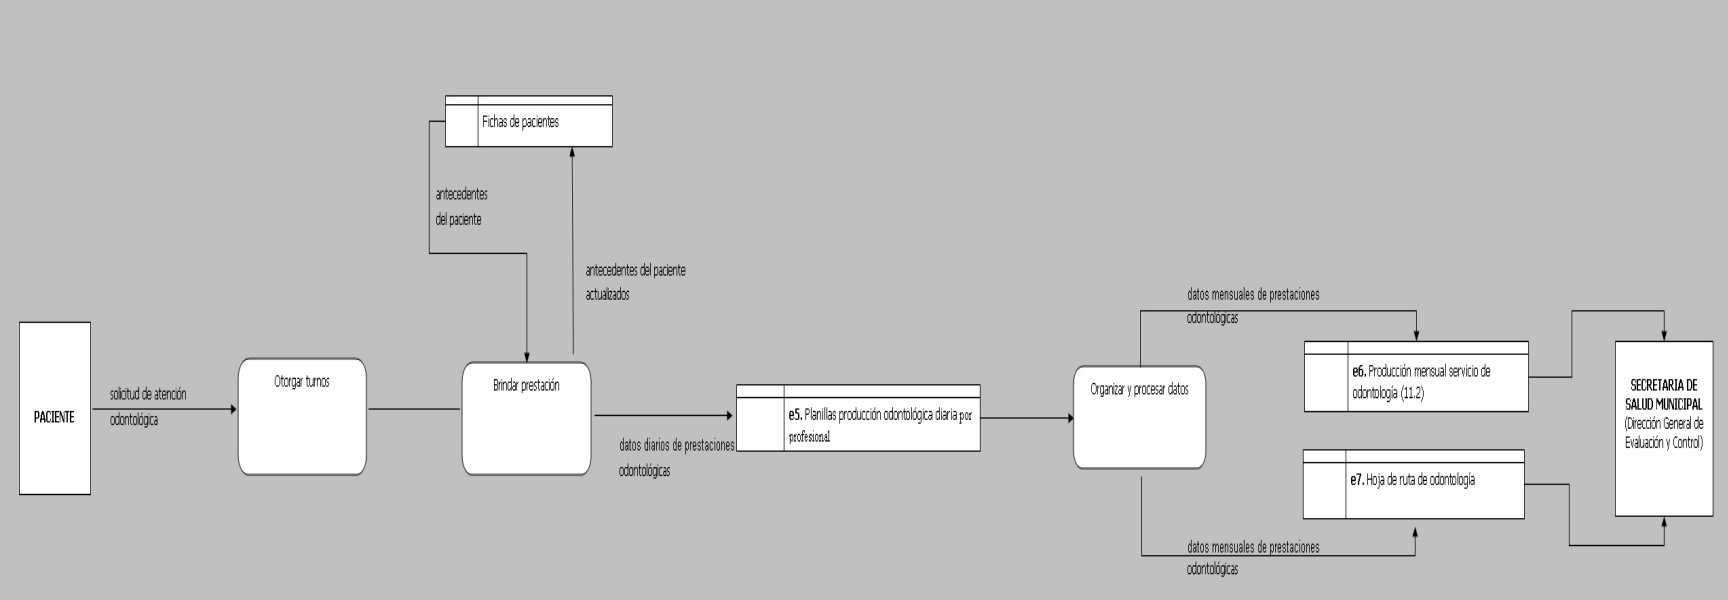 Fichas de pacientes
antecedentes
del paciente
antecedentes del paciente
actualizados
PACIENTE
solicitud de atención
odontológica
Otorgar turnos
Brindar prestación
datos diarios de prestaciones
odontológicas
e5. Planillas producción odontológica diaria por
profesional
Organizar y procesar datos
datos mensuales de prestaciones
odontológicas
e6. Producción mensual servicio de
odontología (11.2)
e7. Hoja de ruta de odontología
datos mensuales de prestaciones
odontológicas
SECRETARIA DE
SALUD MUNICIPAL
(Dirección General de
Evaluación y Control)